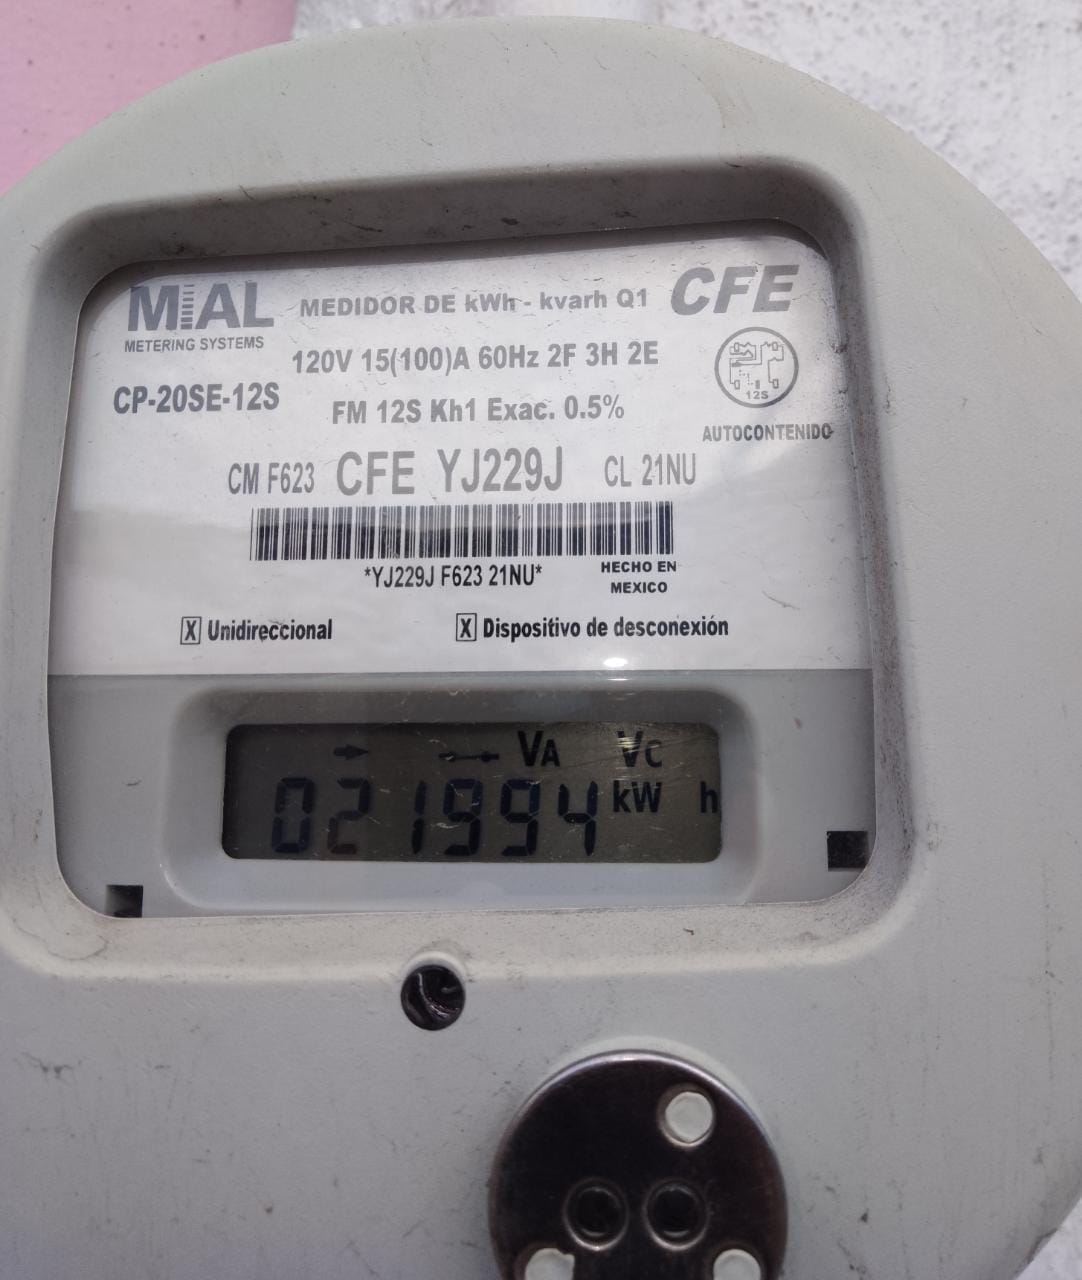 MIAL
METERING SYSTEMS
MEDIDOR DE kWh - kvarh Q1
CFE
120V 15(100)A 60Hz 2F 3H 2E
CP-20SE-12S
FM 12S Kh1 Exac. 0.5%
12S
AUTOCONTENIDO
CM F623 CFE YJ229J CL 21NU
*YJ229J F623 21NU*
HECHO EN
MEXICO
X Unidireccional
X Dispositivo de desconexión
VA VC
021994 kW h